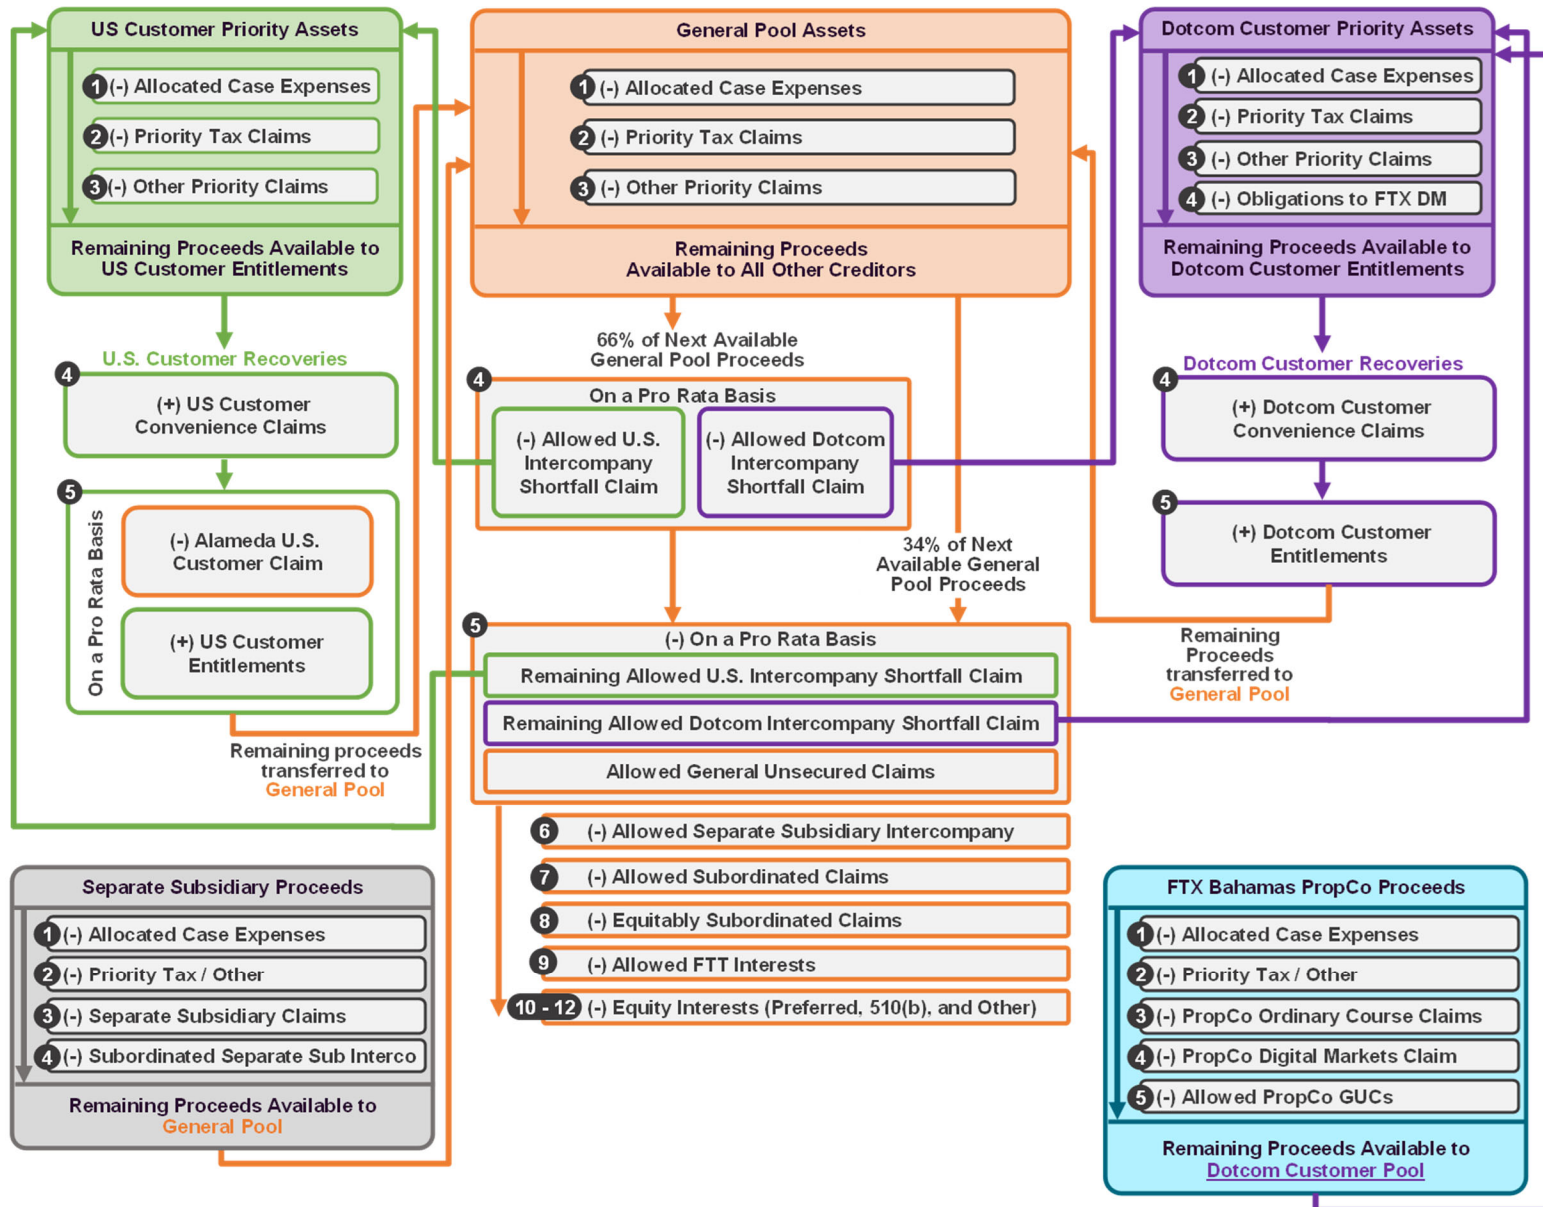 US Customer Priority Assets
1 (-) Allocated Case Expenses
2 (-) Priority Tax Claims
3 (-) Other Priority Claims
Remaining Proceeds Available to
US Customer Entitlements
U.S. Customer Recoveries
4
(+) US Customer
Convenience Claims
5
On a Pro Rata Basis
(-) Alameda U.S.
Customer Claim
(+) US Customer
Entitlements
Remaining proceeds
transferred to
General Pool
General Pool Assets
1 (-) Allocated Case Expenses
2 (-) Priority Tax Claims
3 (-) Other Priority Claims
Remaining Proceeds
Available to All Other Creditors
66% of Next Available
General Pool Proceeds
4
On a Pro Rata Basis
(-) Allowed U.S.
Intercompany
Shortfall Claim
(-) Allowed Dotcom
Intercompany
Shortfall Claim
34% of Next
Available General
Pool Proceeds
5
(-) On a Pro Rata Basis
Remaining Allowed U.S. Intercompany Shortfall Claim
Remaining Allowed Dotcom Intercompany Shortfall Claim
Allowed General Unsecured Claims
6 (-) Allowed Separate Subsidiary Intercompany
7 (-) Allowed Subordinated Claims
8 (-) Equitably Subordinated Claims
9 (-) Allowed FTT Interests
10 - 12 (-) Equity Interests (Preferred, 510(b), and Other)
Dotcom Customer Priority Assets
1 (-) Allocated Case Expenses
2 (-) Priority Tax Claims
3 (-) Other Priority Claims
4 (-) Obligations to FTX DM
Remaining Proceeds Available to
Dotcom Customer Entitlements
Dotcom Customer Recoveries
4
(+) Dotcom Customer
Convenience Claims
5
(+) Dotcom Customer
Entitlements
Remaining
Proceeds
transferred to
General Pool
Separate Subsidiary Proceeds
1 (-) Allocated Case Expenses
2 (-) Priority Tax / Other
3 (-) Separate Subsidiary Claims
4 (-) Subordinated Separate Sub Interco
Remaining Proceeds Available to
General Pool
FTX Bahamas PropCo Proceeds
1 (-) Allocated Case Expenses
2 (-) Priority Tax / Other
3 (-) PropCo Ordinary Course Claims
4 (-) PropCo Digital Markets Claim
5 (-) Allowed PropCo GUCs
Remaining Proceeds Available to
Dotcom Customer Pool